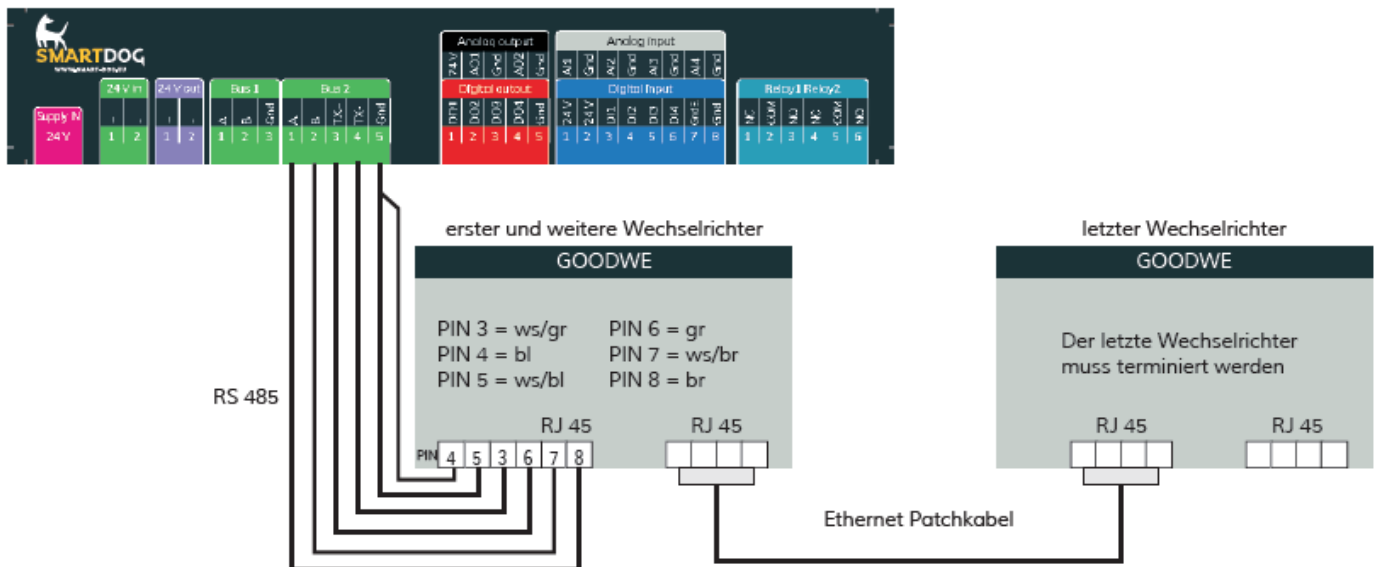 SMARTDOG
Analog output
Analog input
24V AO1 Gnd AO2 Gnd
AI1 Gnd AI2 Gnd AI3 Gnd AI4 Gnd
24 V in
24 V out
Bus 1
Bus 2
Digital output
Digital Input
Relay1 Relay2
Supply IN
24 V
A B Gnd
A B TX+ TX- Gnd
DO1 DO2 DO3 DO4 Gnd
24 V 24 V DI1 DI2 DI3 DI4 Gnd
NC COM NO NC COM NO
1 2
1 2
1 2 3
1 2 3 4 5
1 2 3 4 5
1 2 3 4 5 6 7 8
1 2 3 4 5 6
erster und weitere Wechselrichter
GOODWE
PIN 3 = ws/gr
PIN 4 = bl
PIN 5 = ws/bl
PIN 6 = gr
PIN 7 = ws/br
PIN 8 = br
RJ 45
RJ 45
PIN 4 5 3 6 7 8
letzter Wechselrichter
GOODWE
Der letzte Wechselrichter
muss terminiert werden
RJ 45
RJ 45
RS 485
Ethernet Patchkabel